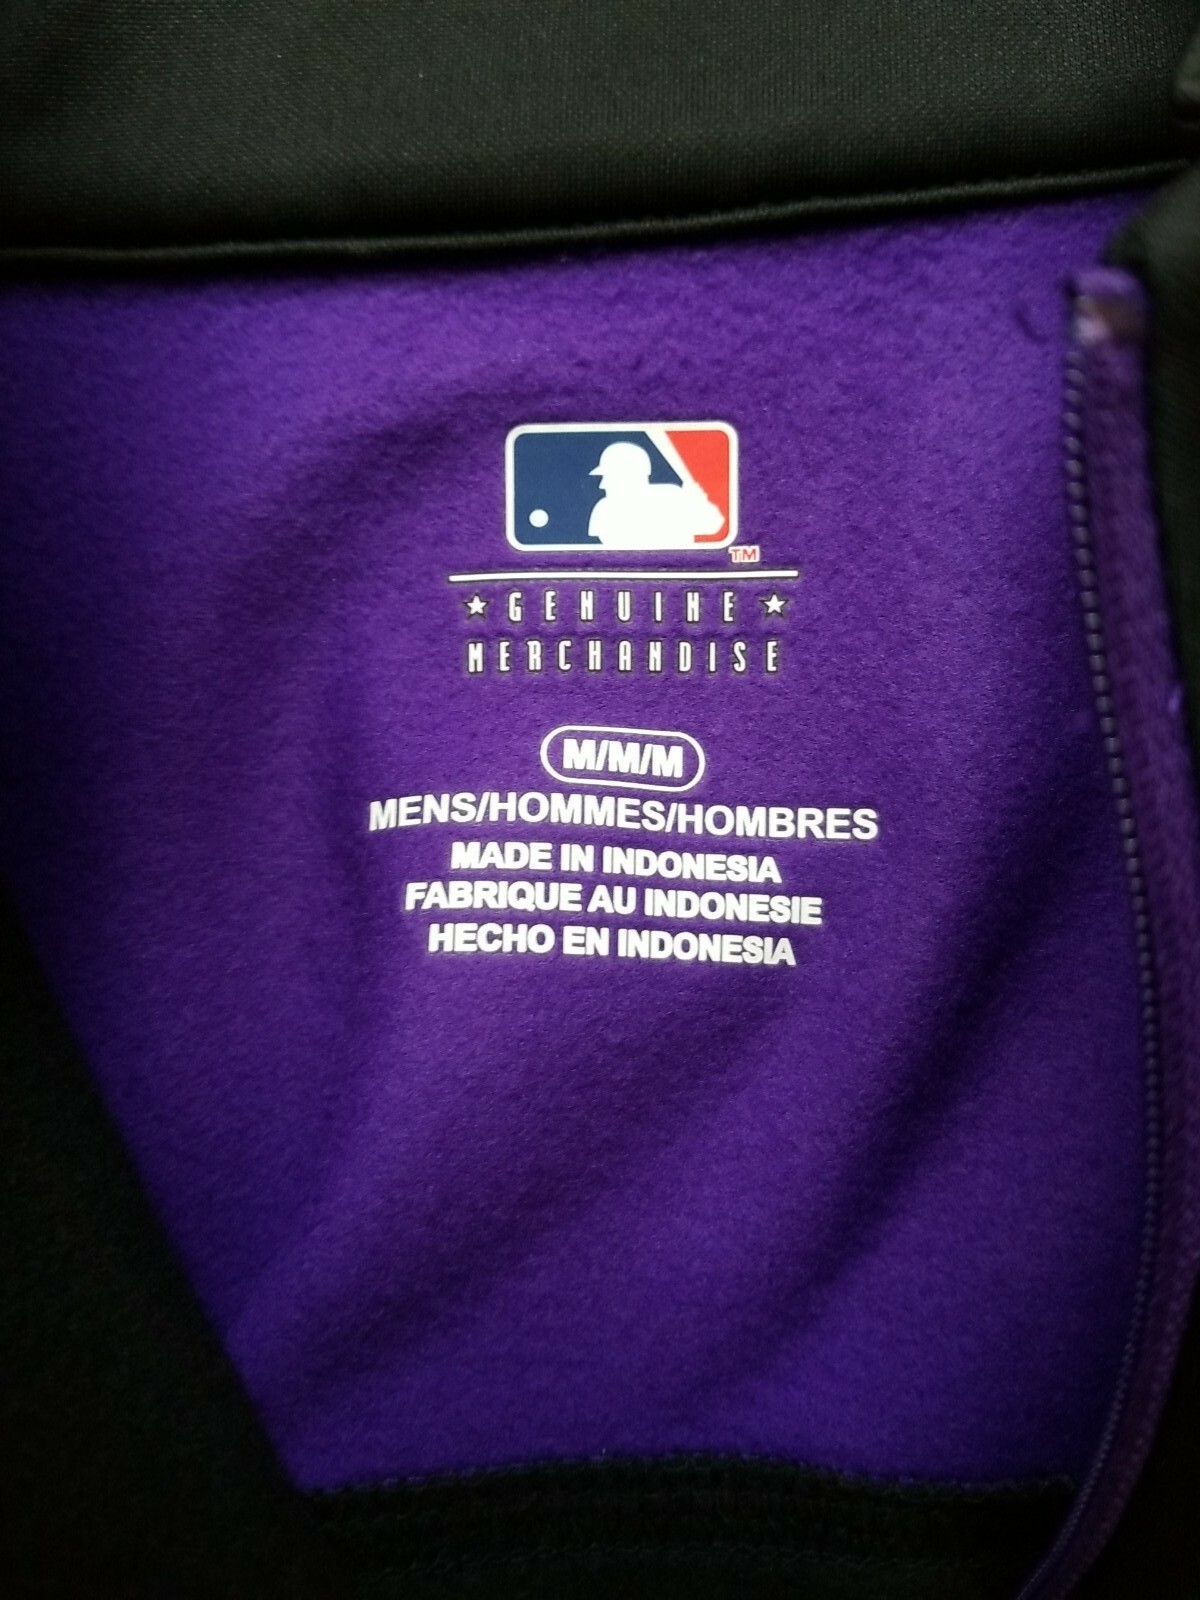 TM
★ GENUINE ★
MERCHANDISE
M/M/M
MENS/HOMMES/HOMBRES
MADE IN INDONESIA
FABRIQUE AU INDONESIE
HECHO EN INDONESIA